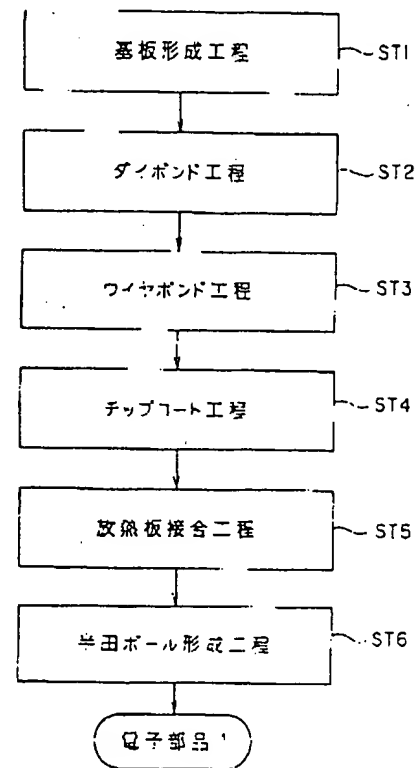 基板形成工程
ST1
ダイボンド工程
ST2
ワイヤボンド工程
ST3
チップコート工程
ST4
放熱板接合工程
ST5
半田ボール形成工程
ST6
電子部品 1